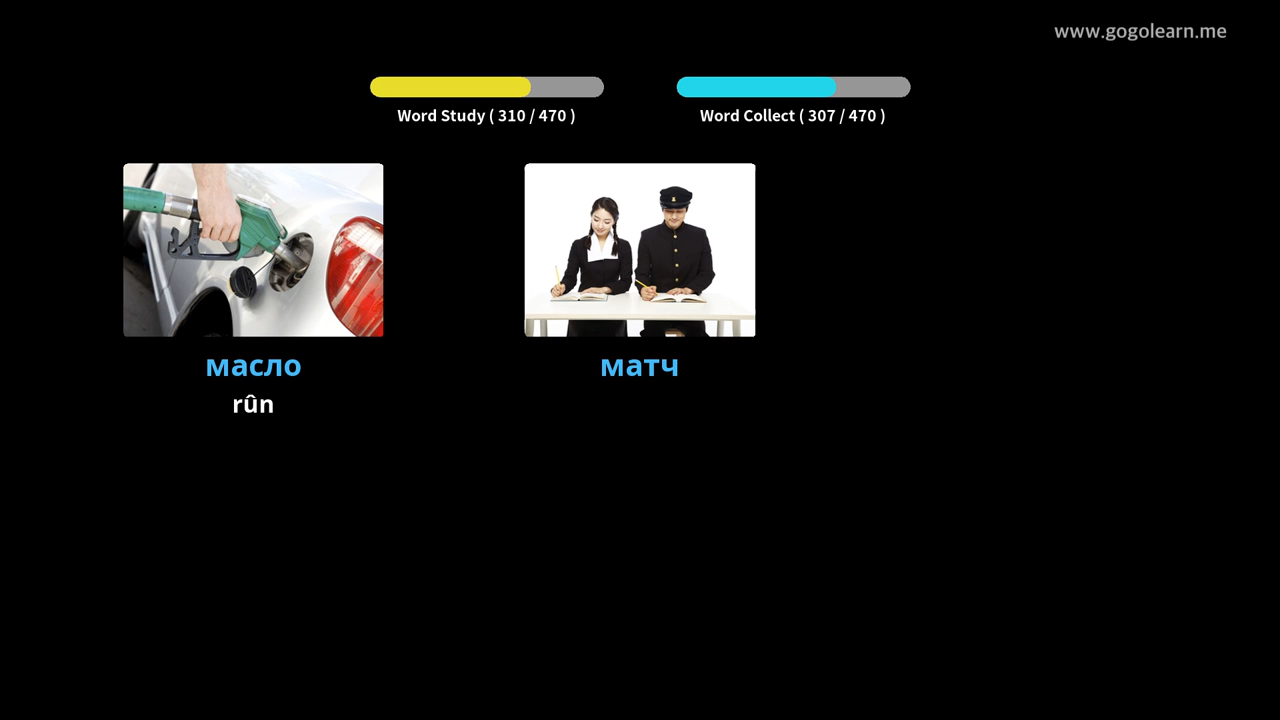 www.gogolearn.me
Word Study ( 310 / 470 )
Word Collect ( 307 / 470 )
масло
rûn
матч